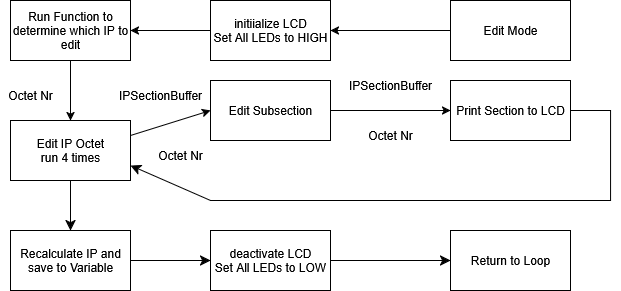 Run Function to
determine which IP to
edit
initiialize LCD
Set All LEDs to HIGH
Edit Mode
Octet Nr
IPSectionBuffer
IPSectionBuffer
Edit IP Octet
run 4 times
Edit Subsection
Print Section to LCD
Octet Nr
Octet Nr
Recalculate IP and
save to Variable
deactivate LCD
Set All LEDs to LOW
Return to Loop